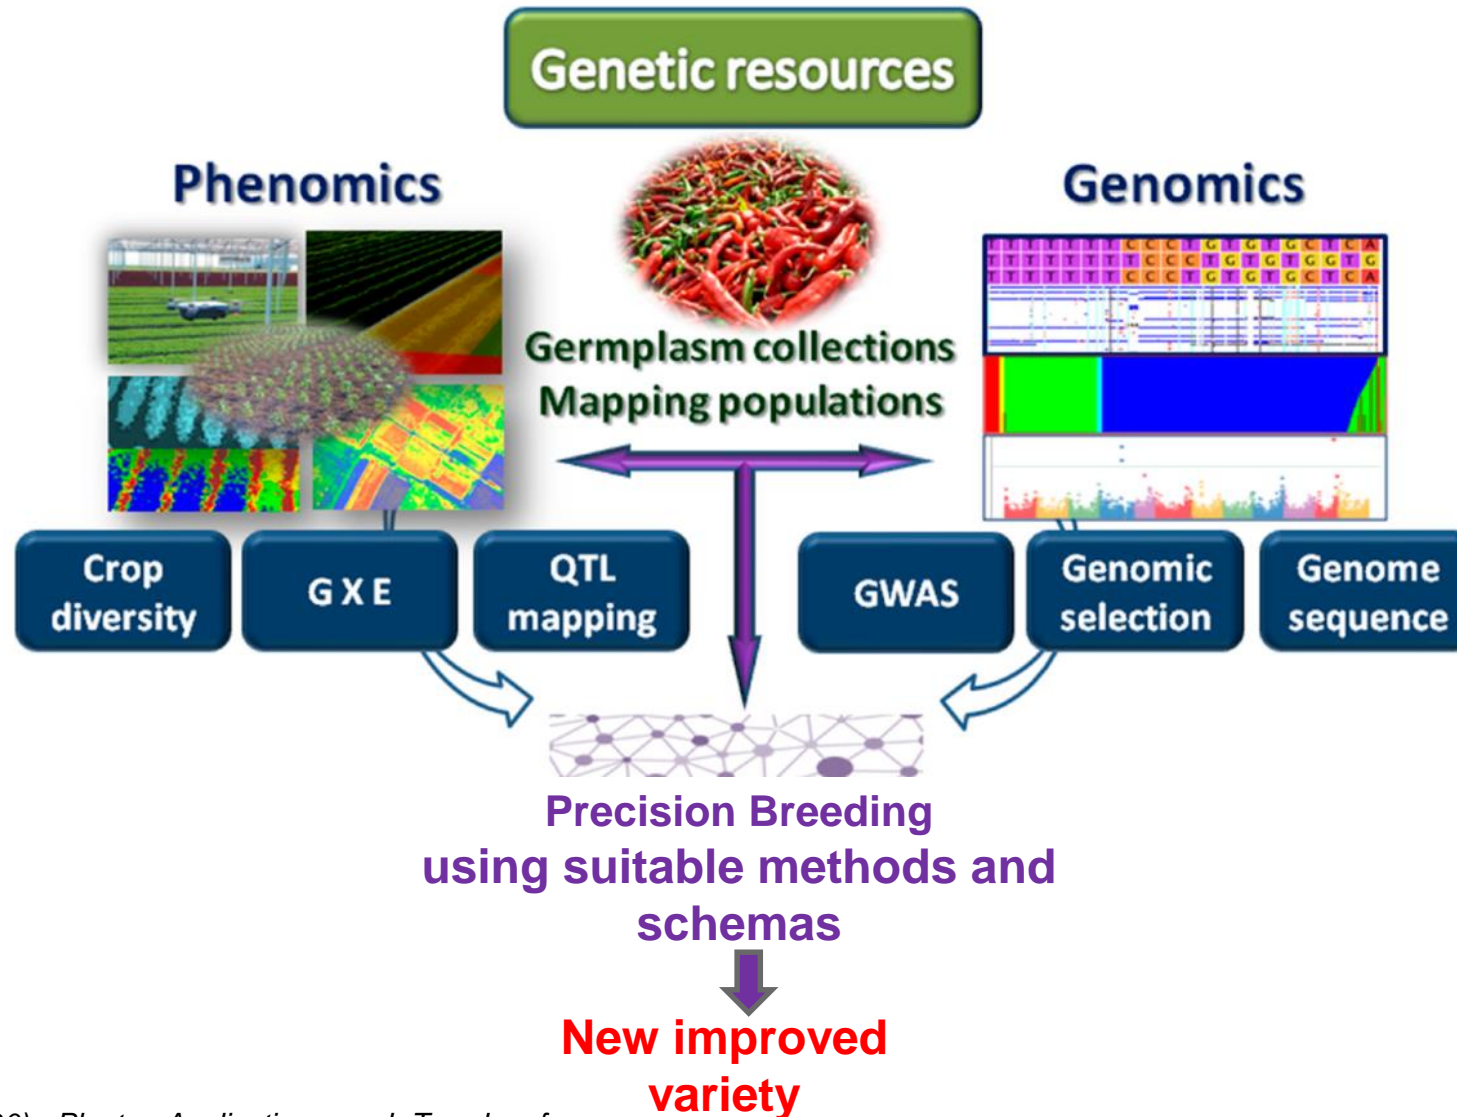 Genetic resources
Phenomics
Genomics
T T T T T T T C C C T G T G T G C T C A
T T T T T T T T C C C T G T G T G G T G
T T T T T T T C C C T G T G T G C T C A
Germplasm collections
Mapping populations
Crop
diversity
G X E
QTL
mapping
GWAS
Genomic
selection
Genome
sequence
Precision Breeding
using suitable methods and
schemas
New improved
variety